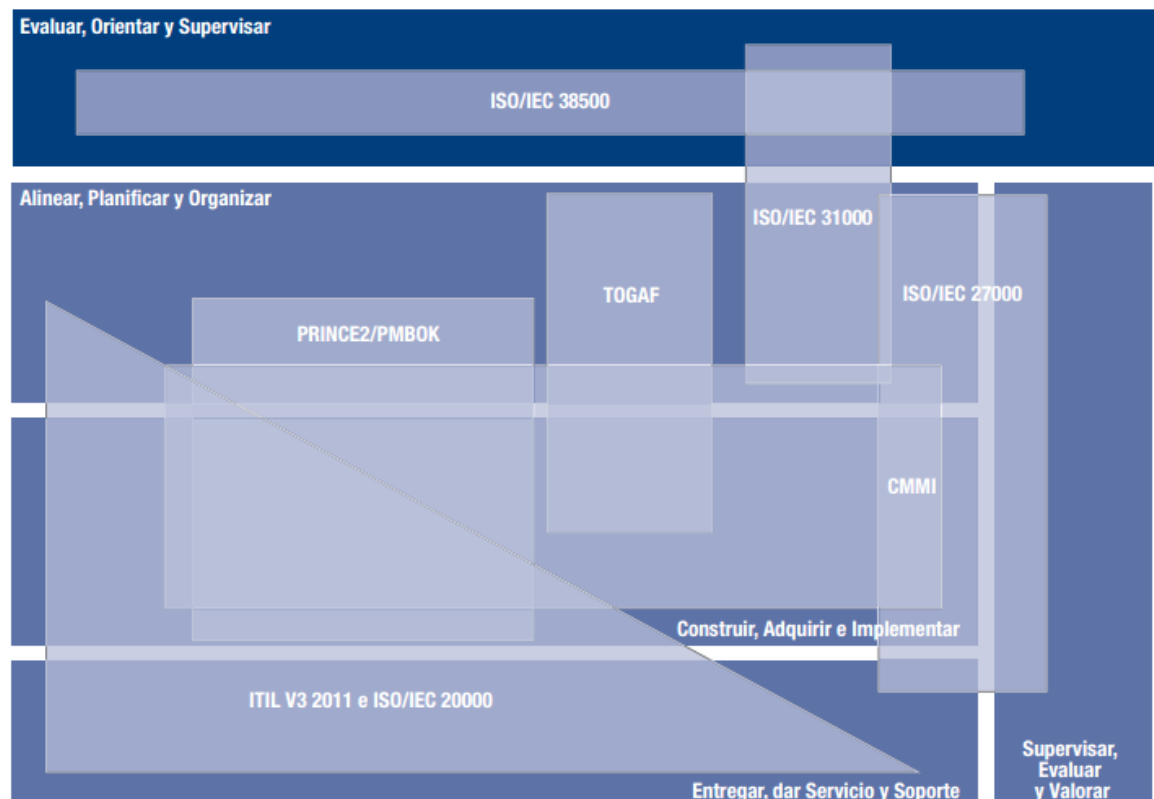 Evaluar, Orientar y Supervisar
ISO/IEC 38500
Alinear, Planificar y Organizar
ISO/IEC 31000
TOGAF
ISO/IEC 27000
PRINCE2/PMBOK
CMMI
Construir, Adquirir e Implementar
ITIL V3 2011 e ISO/IEC 20000
Entregar, dar Servicio y Soporte
Supervisar,
Evaluar
y Valorar